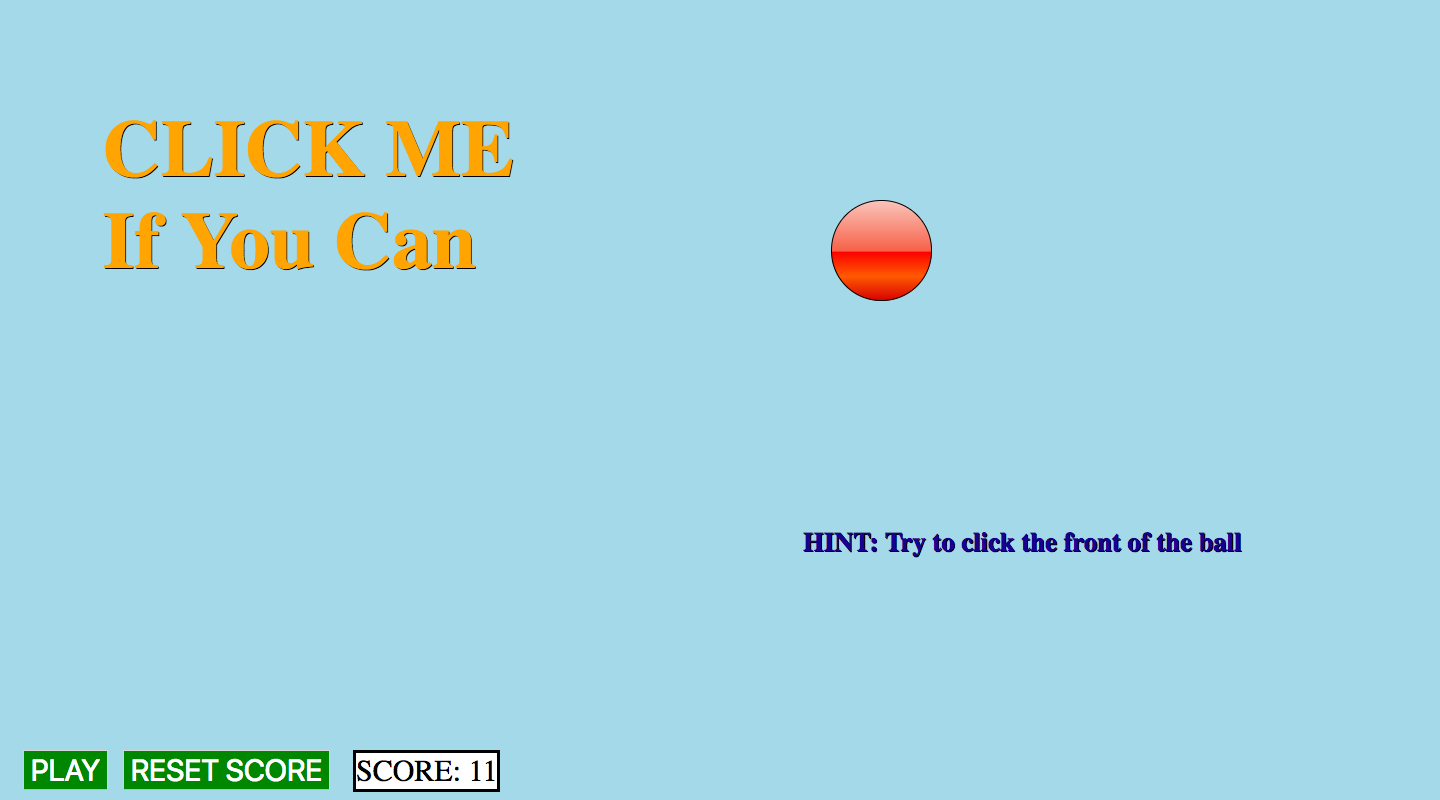 CLICK ME
If You Can
HINT: Try to click the front of the ball
PLAY
RESET SCORE
SCORE: 11